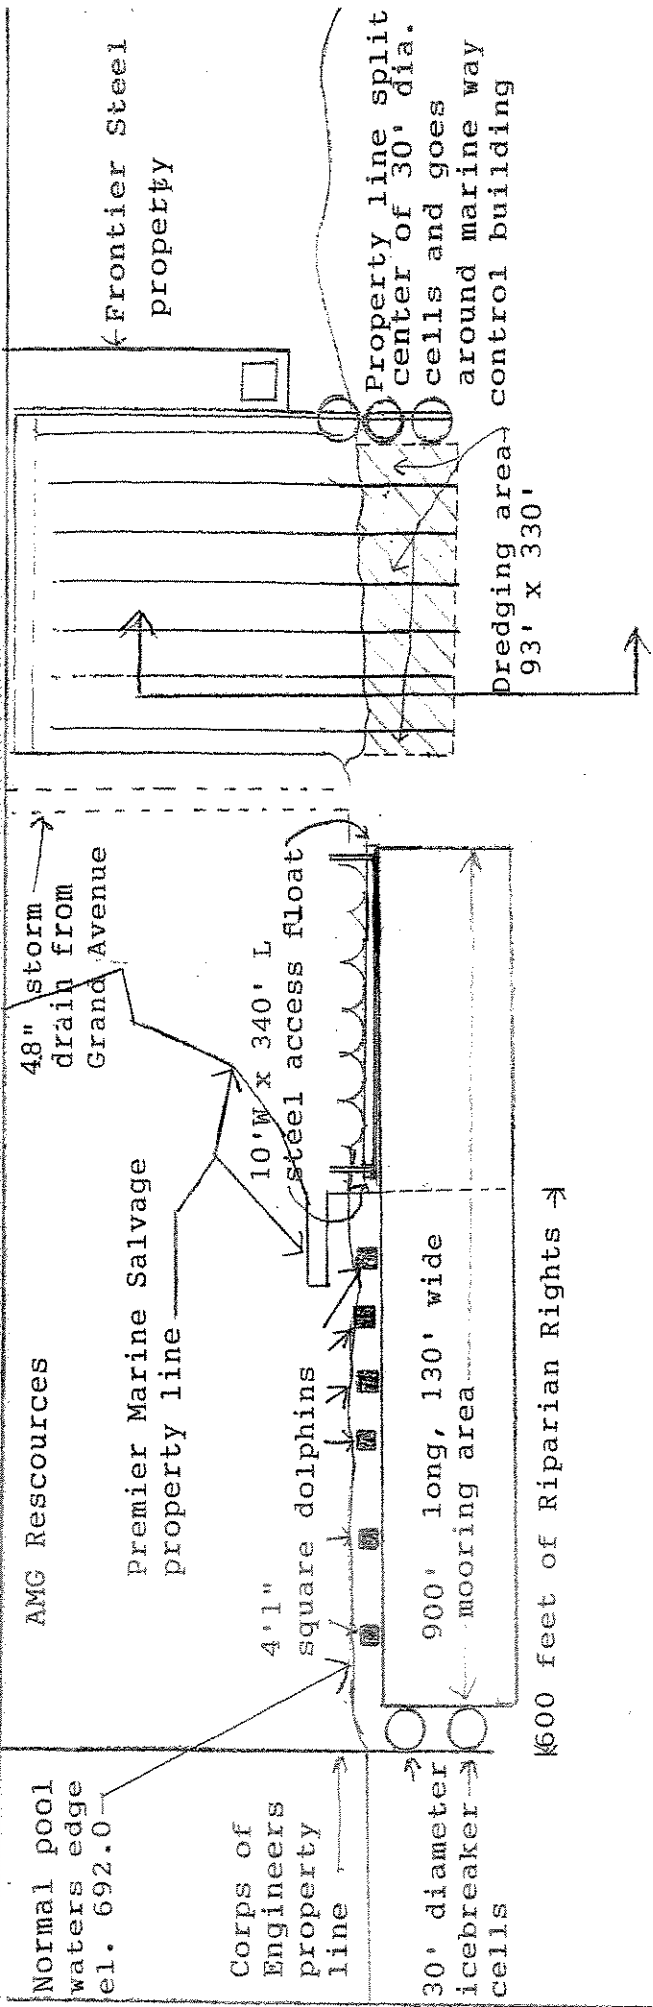 Normal pool
waters edge
el. 692.0
Corps of
Engineers
property
line
30' diameter
icebreaker
cells
AMG Rescources
Premier Marine Salvage
property line
4'1"
square dolphins
900' long, 130' wide
mooring area
600 feet of Riparian Rights
48" storm
drain from
Grand Avenue
10'W x 340' L
steel access float
Frontier Steel
property
Property line split
center of 30' dia.
cells and goes
around marine way
control building
Dredging area
93' x 330'